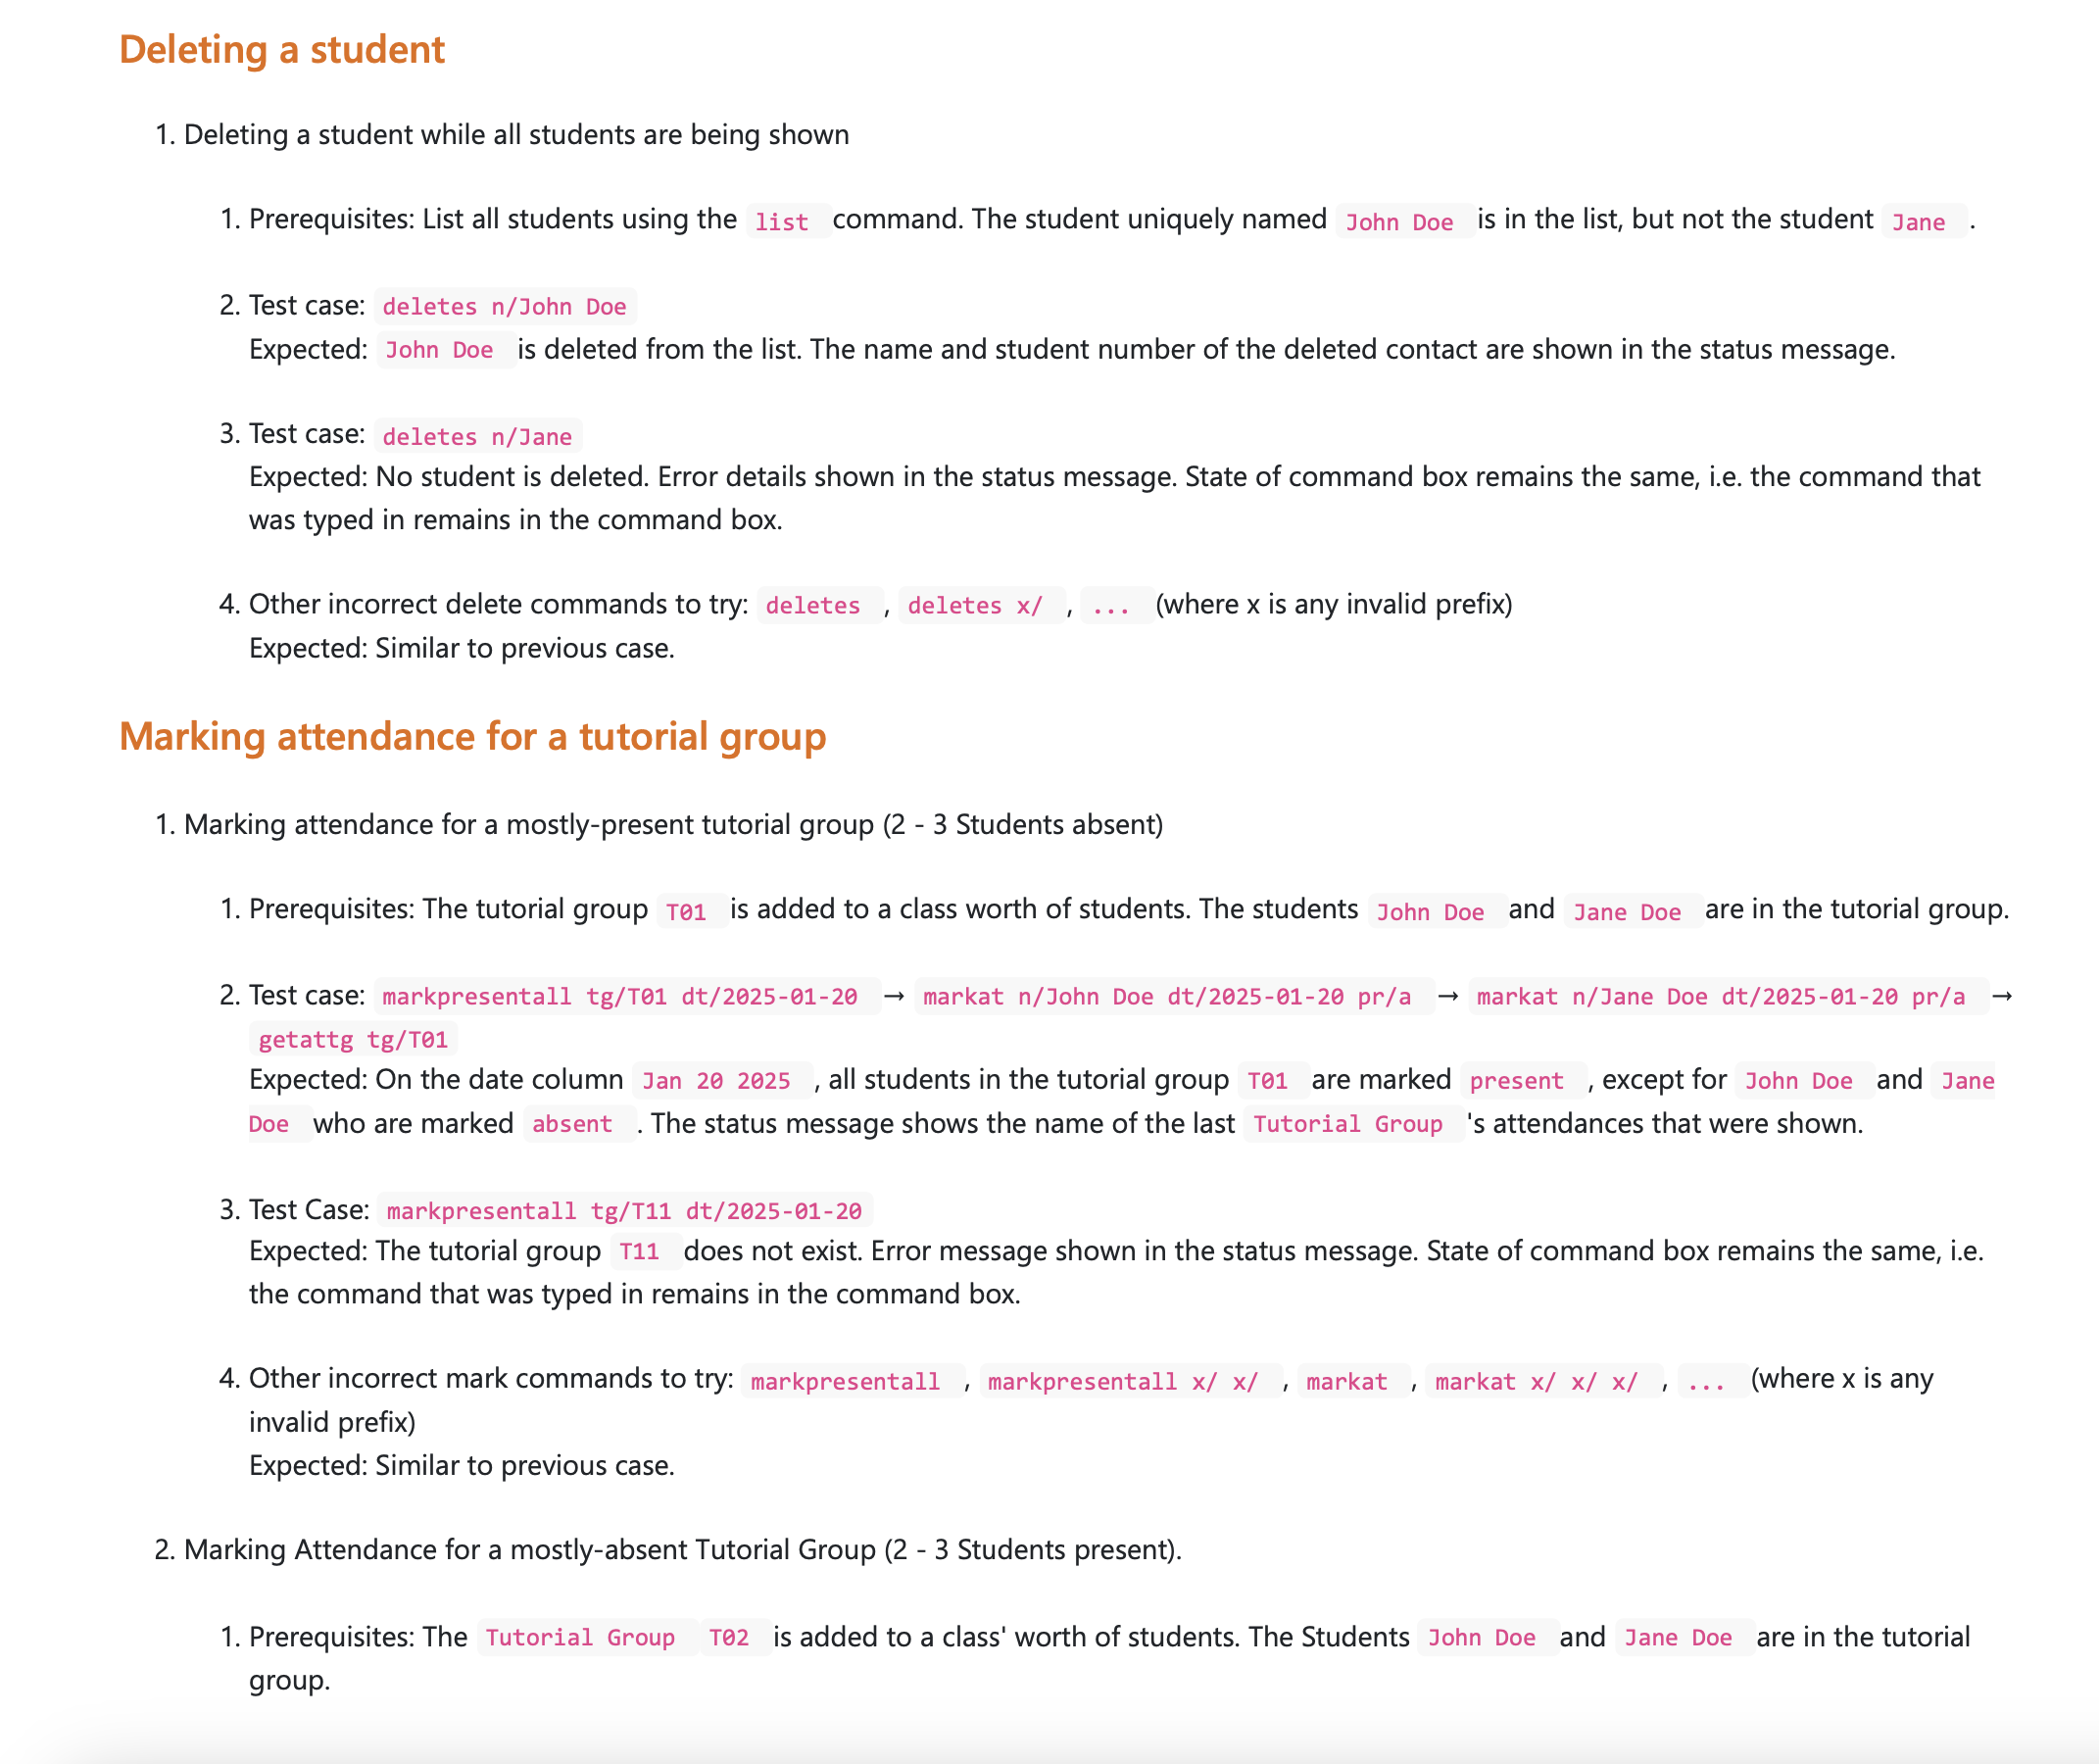 Deleting a student
1. Deleting a student while all students are being shown
1. Prerequisites: List all students using the list command. The student uniquely named John Doe is in the list, but not the student Jane .
2. Test case: deletes n/John Doe
Expected: John Doe is deleted from the list. The name and student number of the deleted contact are shown in the status message.
3. Test case: deletes n/Jane
Expected: No student is deleted. Error details shown in the status message. State of command box remains the same, i.e. the command that
was typed in remains in the command box.
4. Other incorrect delete commands to try: deletes , deletes x/ , ... (where x is any invalid prefix)
Expected: Similar to previous case.
Marking attendance for a tutorial group
1. Marking attendance for a mostly-present tutorial group (2 - 3 Students absent)
1. Prerequisites: The tutorial group T01 is added to a class worth of students. The students John Doe and Jane Doe are in the tutorial group.
2. Test case: markpresentall tg/T01 dt/2025-01-20 → markat n/John Doe dt/2025-01-20 pr/a → markat n/Jane Doe dt/2025-01-20 pr/a →
getattg tg/T01
Expected: On the date column Jan 20 2025 , all students in the tutorial group T01 are marked present , except for John Doe and Jane
Doe who are marked absent . The status message shows the name of the last Tutorial Group 's attendances that were shown.
3. Test Case: markpresentall tg/T11 dt/2025-01-20
Expected: The tutorial group T11 does not exist. Error message shown in the status message. State of command box remains the same, i.e.
the command that was typed in remains in the command box.
4. Other incorrect mark commands to try: markpresentall , markpresentall x/ x/ , markat , markat x/ x/ x/ , ... (where x is any
invalid prefix)
Expected: Similar to previous case.
2. Marking Attendance for a mostly-absent Tutorial Group (2 - 3 Students present).
1. Prerequisites: The Tutorial Group T02 is added to a class' worth of students. The Students John Doe and Jane Doe are in the tutorial
group.